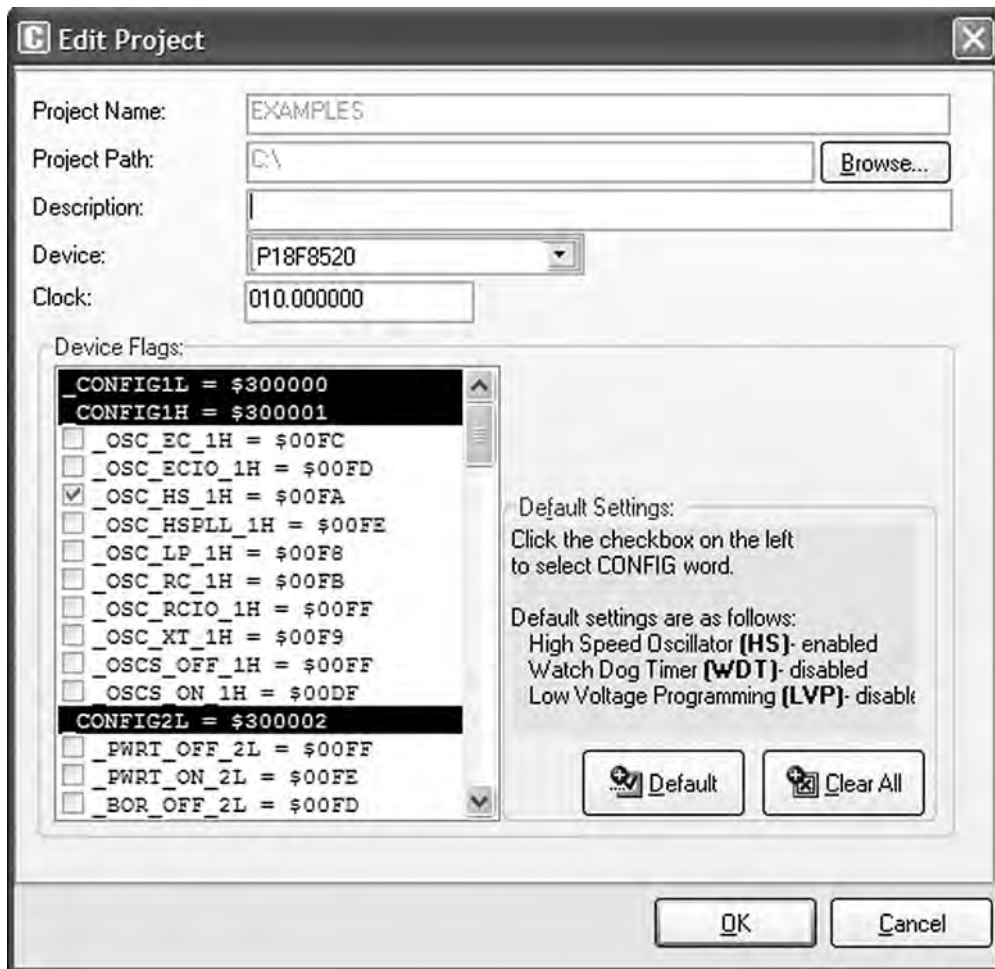 C Edit Project
Project Name: EXAMPLES
Project Path: C:\ Browse...
Description:
Device: P18F8520
Clock: 010.000000
Device Flags:
_CONFIG1L = $300000
_CONFIG1H = $300001
_OSC_EC_1H = $00FC
_OSC_ECIO_1H = $00FD
_OSC_HS_1H = $00FA
_OSC_HSPLL_1H = $00FE
_OSC_LP_1H = $00F8
_OSC_RC_1H = $00FB
_OSC_RCIO_1H = $00FF
_OSC_XT_1H = $00F9
_OSCS_OFF_1H = $00FF
_OSCS_ON_1H = $00DF
_CONFIG2L = $300002
_PWRT_OFF_2L = $00FF
_PWRT_ON_2L = $00FE
_BOR_OFF_2L = $00FD
Default Settings:
Click the checkbox on the left
to select CONFIG word.
Default settings are as follows:
High Speed Oscillator (HS)- enabled
Watch Dog Timer (WDT)- disabled
Low Voltage Programming (LVP)- disable
Default Clear All
OK Cancel